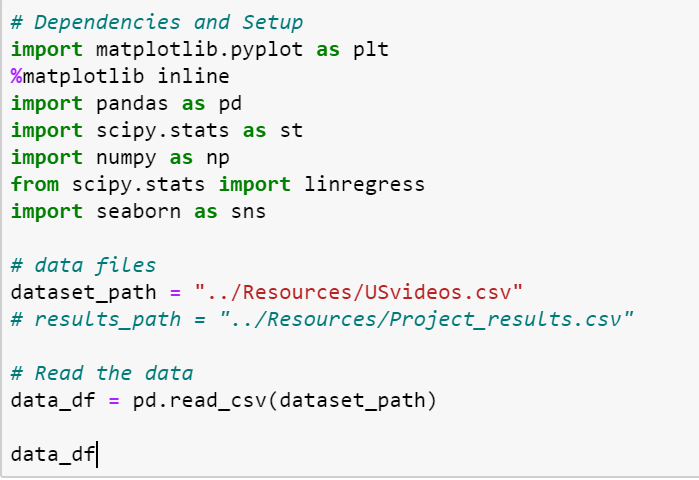 # Dependencies and Setup
import matplotlib.pyplot as plt
%matplotlib inline
import pandas as pd
import scipy.stats as st
import numpy as np
from scipy.stats import linregress
import seaborn as sns
# data files
dataset_path = "../Resources/USvideos.csv"
# results_path = "../Resources/Project_results.csv"
# Read the data
data_df = pd.read_csv(dataset_path)
data_df